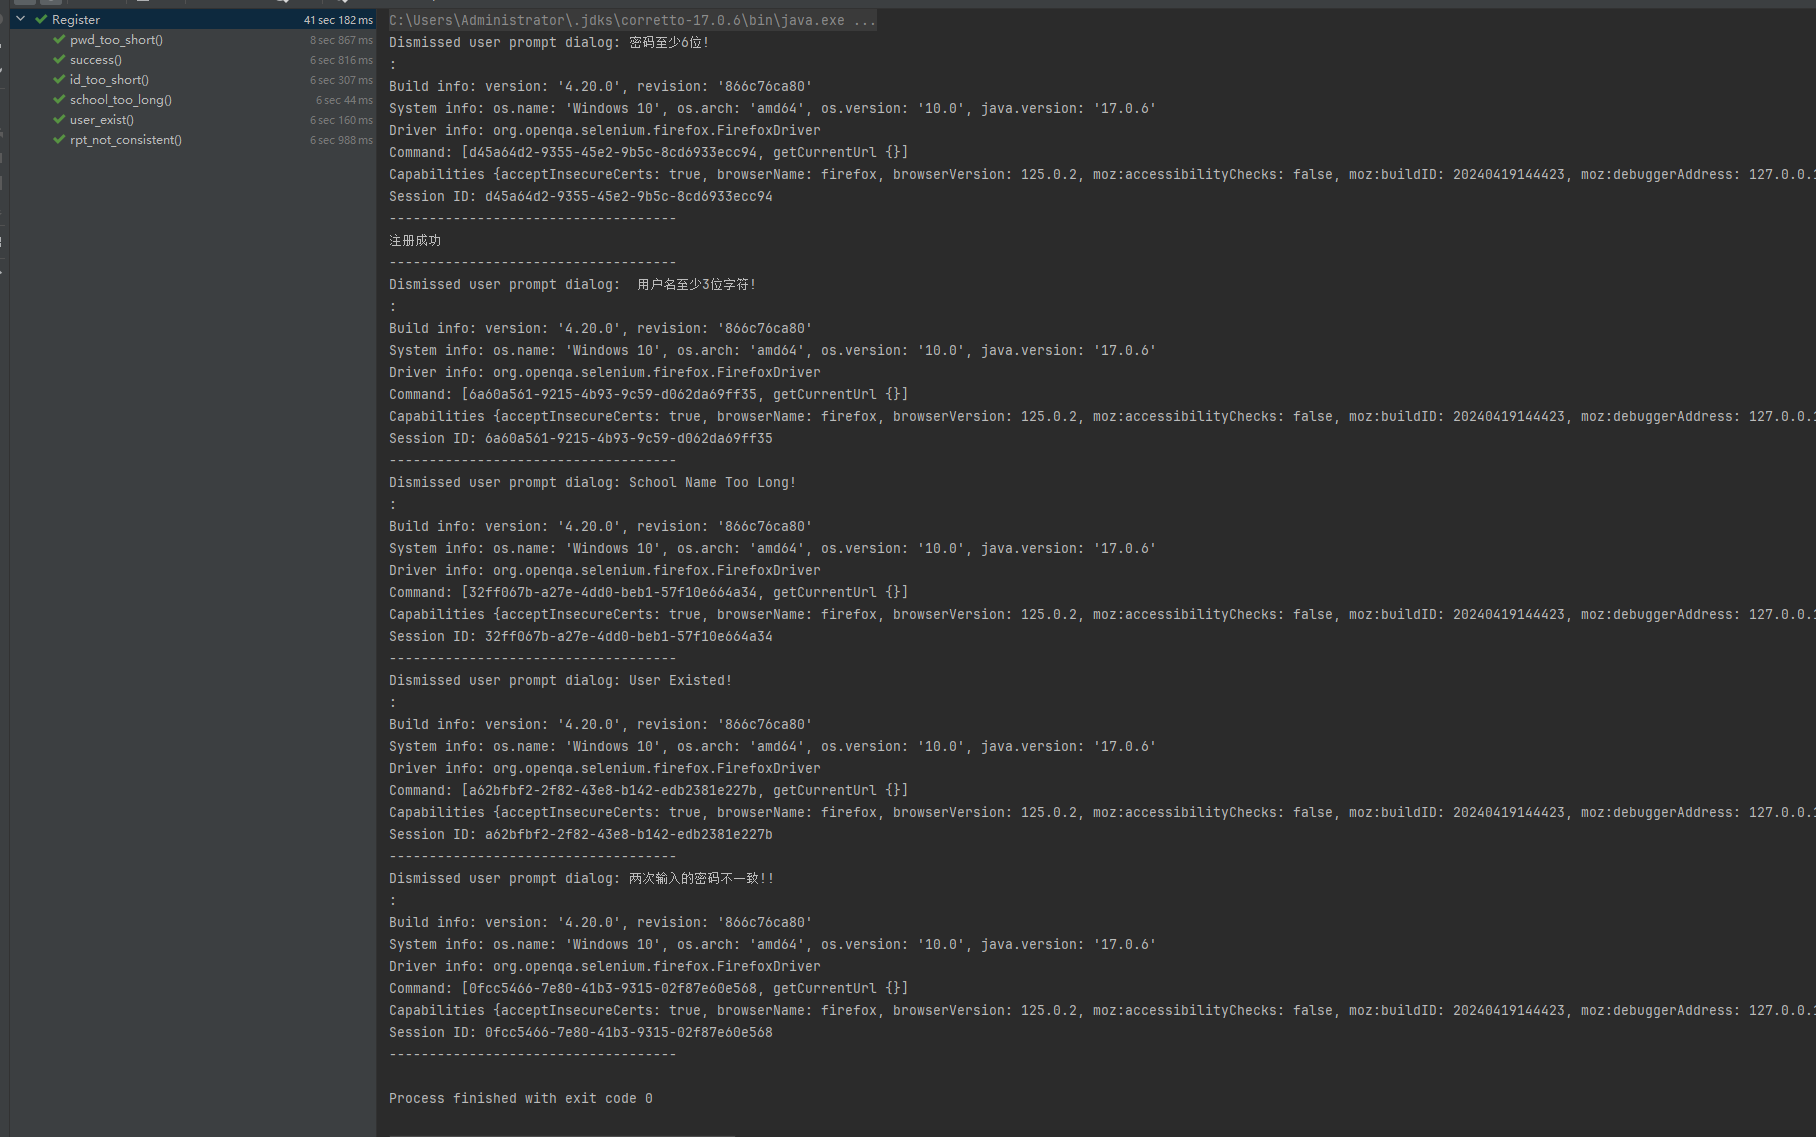 Register 41 sec 182 ms
pwd_too_short() 8 sec 867 ms
success() 6 sec 816 ms
id_too_short() 6 sec 307 ms
school_too_long() 6 sec 44 ms
user_exist() 6 sec 160 ms
rpt_not_consistent() 6 sec 988 ms
C:\Users\Administrator\.jdks\corretto-17.0.6\bin\java.exe ...
Dismissed user prompt dialog: 密码至少6位!
:
Build info: version: '4.20.0', revision: '866c76ca80'
System info: os.name: 'Windows 10', os.arch: 'amd64', os.version: '10.0', java.version: '17.0.6'
Driver info: org.openqa.selenium.firefox.FirefoxDriver
Command: [d45a64d2-9355-45e2-9b5c-8cd6933ecc94, getCurrentUrl {}]
Capabilities {acceptInsecureCerts: true, browserName: firefox, browserVersion: 125.0.2, moz:accessibilityChecks: false, moz:buildID: 20240419144423, moz:debuggerAddress: 127.0.0.1
Session ID: d45a64d2-9355-45e2-9b5c-8cd6933ecc94
------------------------------------
注册成功
------------------------------------
Dismissed user prompt dialog:  用户名至少3位字符!
:
Build info: version: '4.20.0', revision: '866c76ca80'
System info: os.name: 'Windows 10', os.arch: 'amd64', os.version: '10.0', java.version: '17.0.6'
Driver info: org.openqa.selenium.firefox.FirefoxDriver
Command: [6a60a561-9215-4b93-9c59-d062da69ff35, getCurrentUrl {}]
Capabilities {acceptInsecureCerts: true, browserName: firefox, browserVersion: 125.0.2, moz:accessibilityChecks: false, moz:buildID: 20240419144423, moz:debuggerAddress: 127.0.0.1
Session ID: 6a60a561-9215-4b93-9c59-d062da69ff35
------------------------------------
Dismissed user prompt dialog: School Name Too Long!
:
Build info: version: '4.20.0', revision: '866c76ca80'
System info: os.name: 'Windows 10', os.arch: 'amd64', os.version: '10.0', java.version: '17.0.6'
Driver info: org.openqa.selenium.firefox.FirefoxDriver
Command: [32ff067b-a27e-4dd0-beb1-57f10e664a34, getCurrentUrl {}]
Capabilities {acceptInsecureCerts: true, browserName: firefox, browserVersion: 125.0.2, moz:accessibilityChecks: false, moz:buildID: 20240419144423, moz:debuggerAddress: 127.0.0.1
Session ID: 32ff067b-a27e-4dd0-beb1-57f10e664a34
------------------------------------
Dismissed user prompt dialog: User Existed!
:
Build info: version: '4.20.0', revision: '866c76ca80'
System info: os.name: 'Windows 10', os.arch: 'amd64', os.version: '10.0', java.version: '17.0.6'
Driver info: org.openqa.selenium.firefox.FirefoxDriver
Command: [a62bfbf2-2f82-43e8-b142-edb2381e227b, getCurrentUrl {}]
Capabilities {acceptInsecureCerts: true, browserName: firefox, browserVersion: 125.0.2, moz:accessibilityChecks: false, moz:buildID: 20240419144423, moz:debuggerAddress: 127.0.0.1
Session ID: a62bfbf2-2f82-43e8-b142-edb2381e227b
------------------------------------
Dismissed user prompt dialog: 两次输入的密码不一致!!
:
Build info: version: '4.20.0', revision: '866c76ca80'
System info: os.name: 'Windows 10', os.arch: 'amd64', os.version: '10.0', java.version: '17.0.6'
Driver info: org.openqa.selenium.firefox.FirefoxDriver
Command: [0fcc5466-7e80-41b3-9315-02f87e60e568, getCurrentUrl {}]
Capabilities {acceptInsecureCerts: true, browserName: firefox, browserVersion: 125.0.2, moz:accessibilityChecks: false, moz:buildID: 20240419144423, moz:debuggerAddress: 127.0.0.1
Session ID: 0fcc5466-7e80-41b3-9315-02f87e60e568
------------------------------------
Process finished with exit code 0